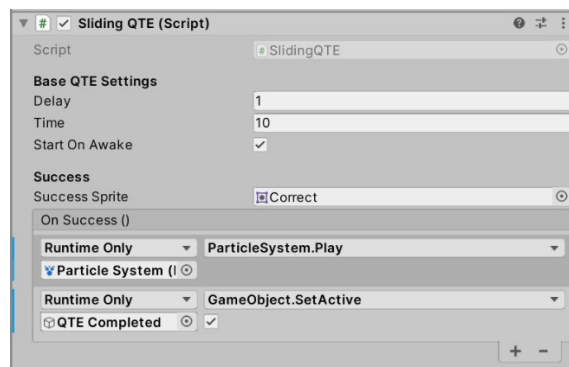 Sliding QTE (Script)
Script SlidingQTE
Base QTE Settings
Delay 1
Time 10
Start On Awake
Success
Success Sprite Correct
On Success ()
Runtime Only ParticleSystem.Play
Particle System (
Runtime Only GameObject.SetActive
QTE Completed